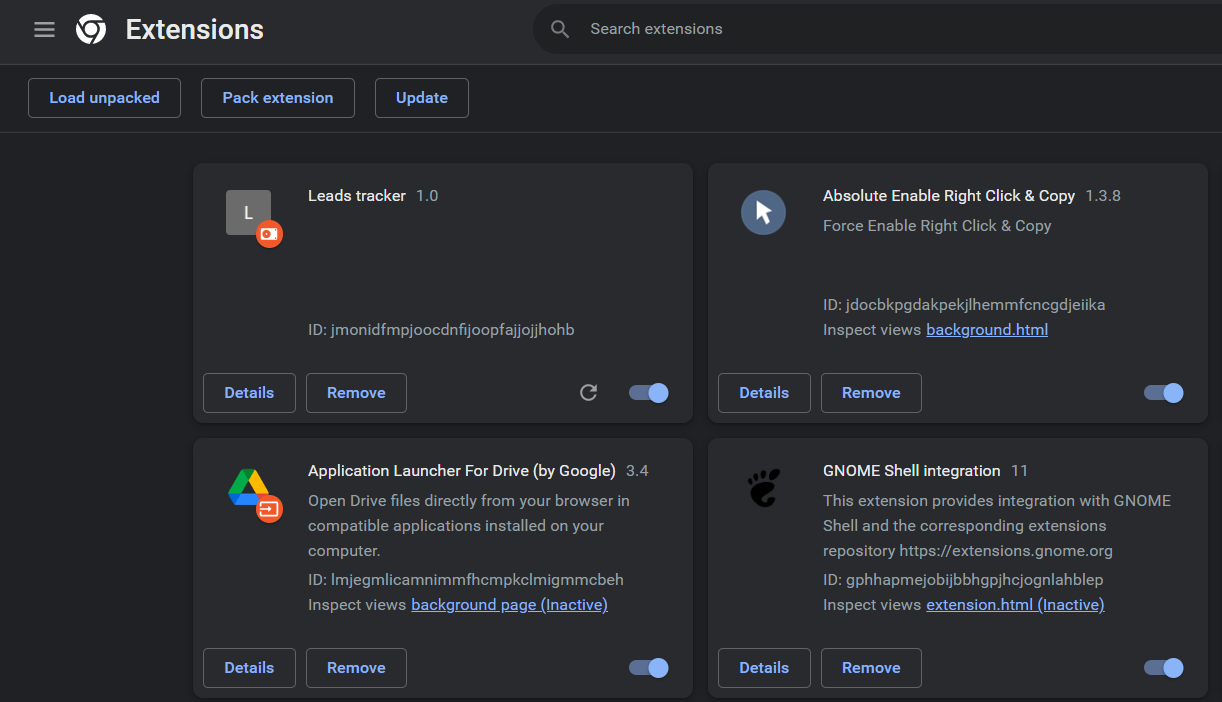 Extensions
Search extensions
Load unpacked
Pack extension
Update
L
Leads tracker 1.0
ID: jmonidfmpjoocdnfijoopfajjojjhohb
Details
Remove
Absolute Enable Right Click & Copy 1.3.8
Force Enable Right Click & Copy
ID: jdocbkpgdakpekjlhemmfcncgdjeiika
Inspect views background.html
Details
Remove
Application Launcher For Drive (by Google) 3.4
Open Drive files directly from your browser in
compatible applications installed on your
computer.
ID: lmjegmlicamnimmfhcmpkclmigmmcbeh
Inspect views background page (Inactive)
Details
Remove
GNOME Shell integration 11
This extension provides integration with GNOME
Shell and the corresponding extensions
repository https://extensions.gnome.org
ID: gphhapmejobijbbhgpjhcjognlahblep
Inspect views extension.html (Inactive)
Details
Remove